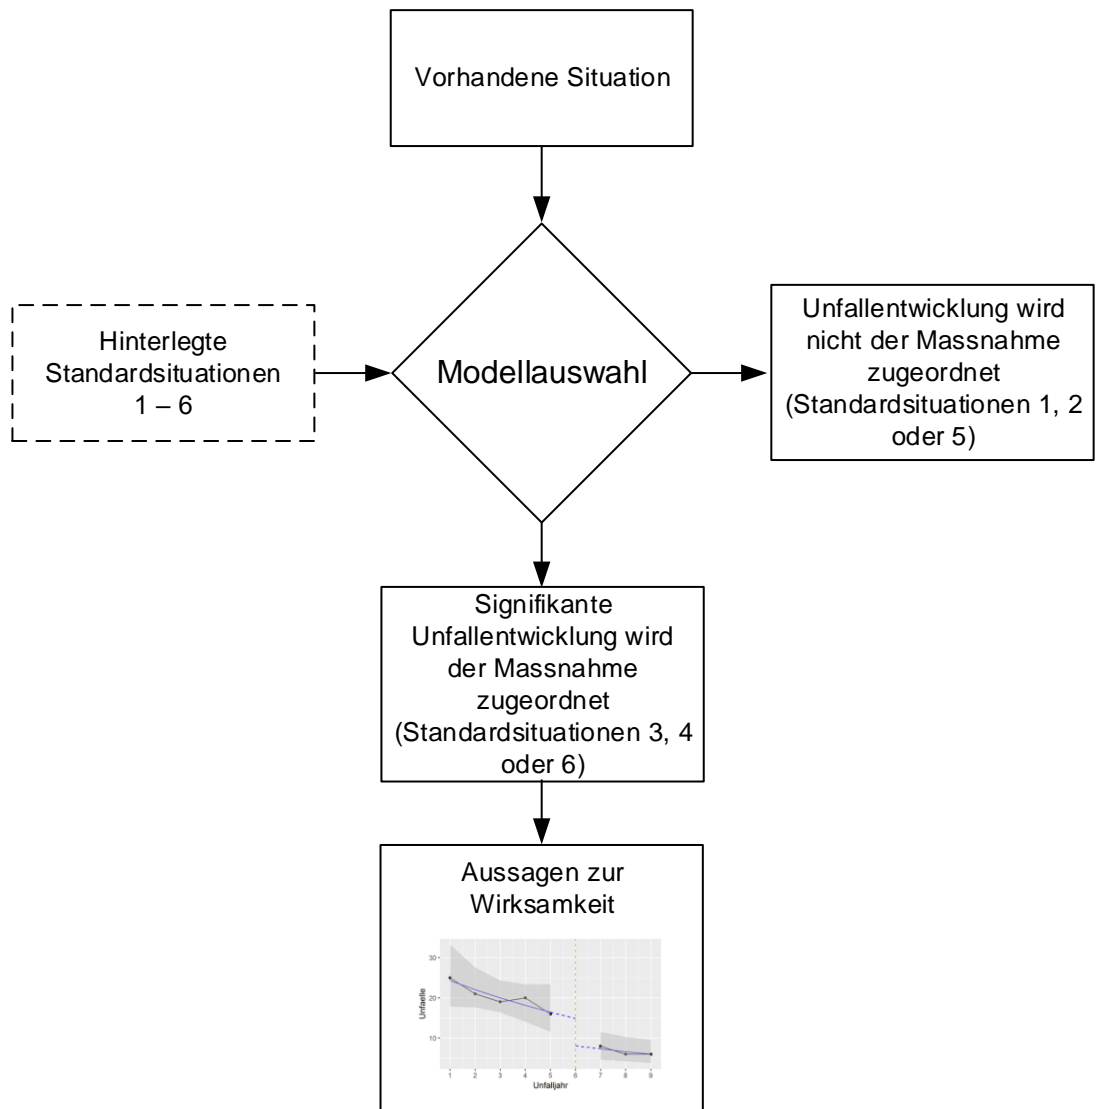 Vorhandene Situation
Hinterlegte
Standardsituationen
1 – 6
Modellauswahl
Unfallentwicklung wird
nicht der Massnahme
zugeordnet
(Standardsituationen 1, 2
oder 5)
Signifikante
Unfallentwicklung wird
der Massnahme
zugeordnet
(Standardsituationen 3, 4
oder 6)
Aussagen zur
Wirksamkeit
30
20
10
Unfaelle
1 2 3 4 5 6 7 8 9
Unfalljahr